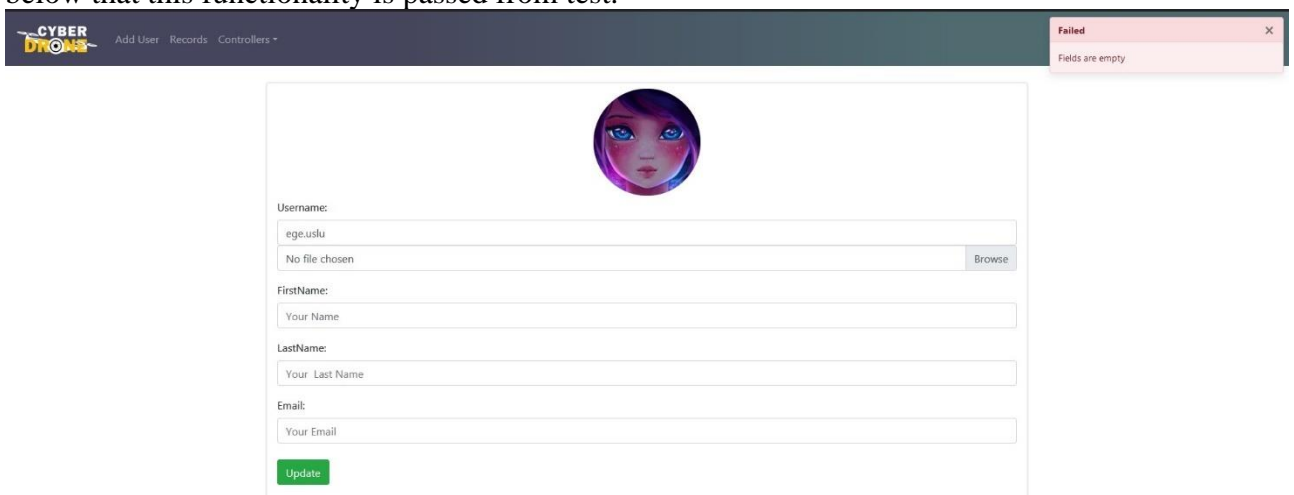 below that this functionality is passed from test.
CYBER
DRONE
Add User Records Controllers
Failed
Fields are empty
Username:
ege.uslu
No file chosen Browse
FirstName:
Your Name
LastName:
Your Last Name
Email:
Your Email
Update